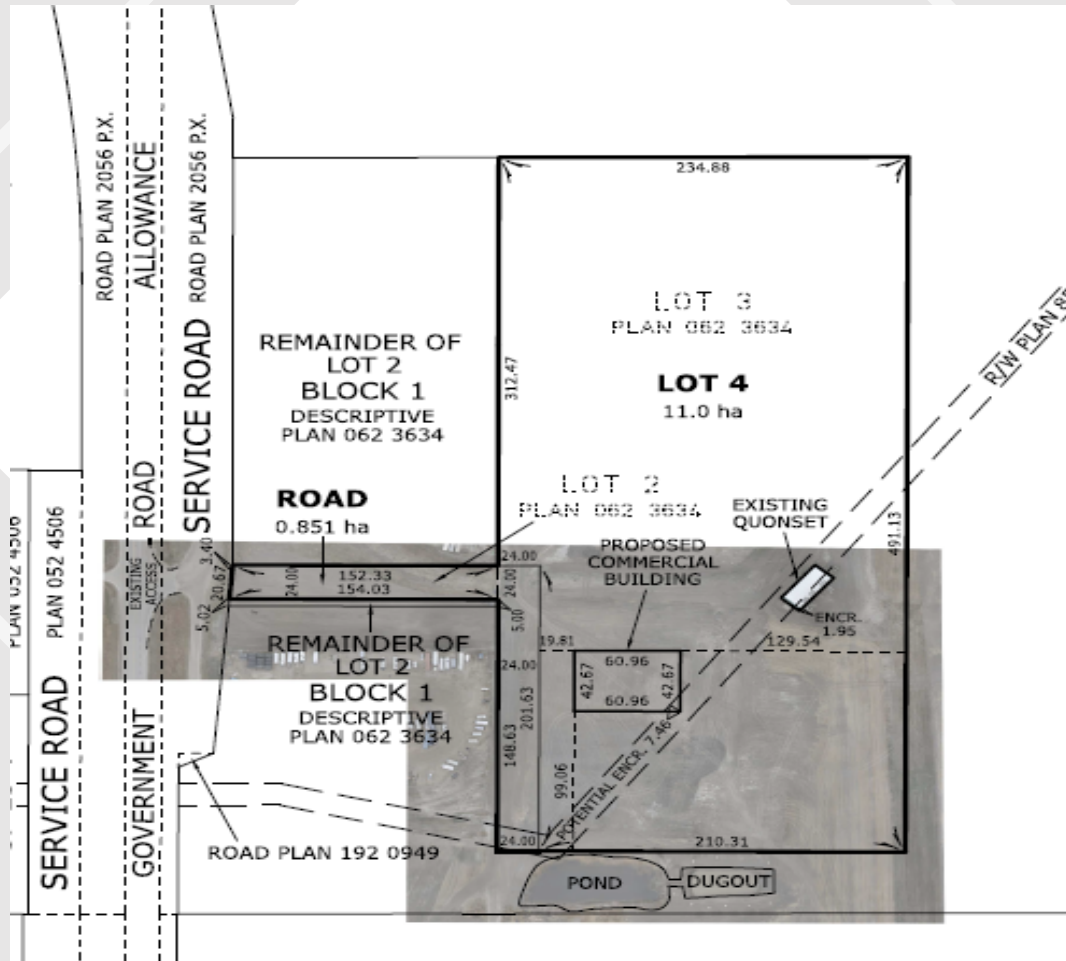 ROAD PLAN 2056 P.X.
ALLOWANCE
ROAD
GOVERNMENT
SERVICE ROAD
ROAD PLAN 2056 P.X.
234.88
312.47
LOT 3
PLAN 062 3634
LOT 4
11.0 ha
R/W PLAN
REMAINDER OF
LOT 2
BLOCK 1
DESCRIPTIVE
PLAN 062 3634
LOT 2
PLAN 062 3634
ROAD
0.851 ha
PLAN 052 4506
PLAN 052 4506
SERVICE ROAD
EXISTING
ACCESS
3.40
20.67
5.02
24.00
152.33
154.03
24.00
24.00
5.00
PROPOSED
COMMERCIAL
BUILDING
EXISTING
QUONSET
491.13
ENCR.
1.95
129.54
19.81
60.96
42.67
42.67
60.96
24.00
201.63
148.63
99.06
POTENTIAL ENCR. 7.46
REMAINDER OF
LOT 2
BLOCK 1
DESCRIPTIVE
PLAN 062 3634
24.00
210.31
ROAD PLAN 192 0949
POND
DUGOUT